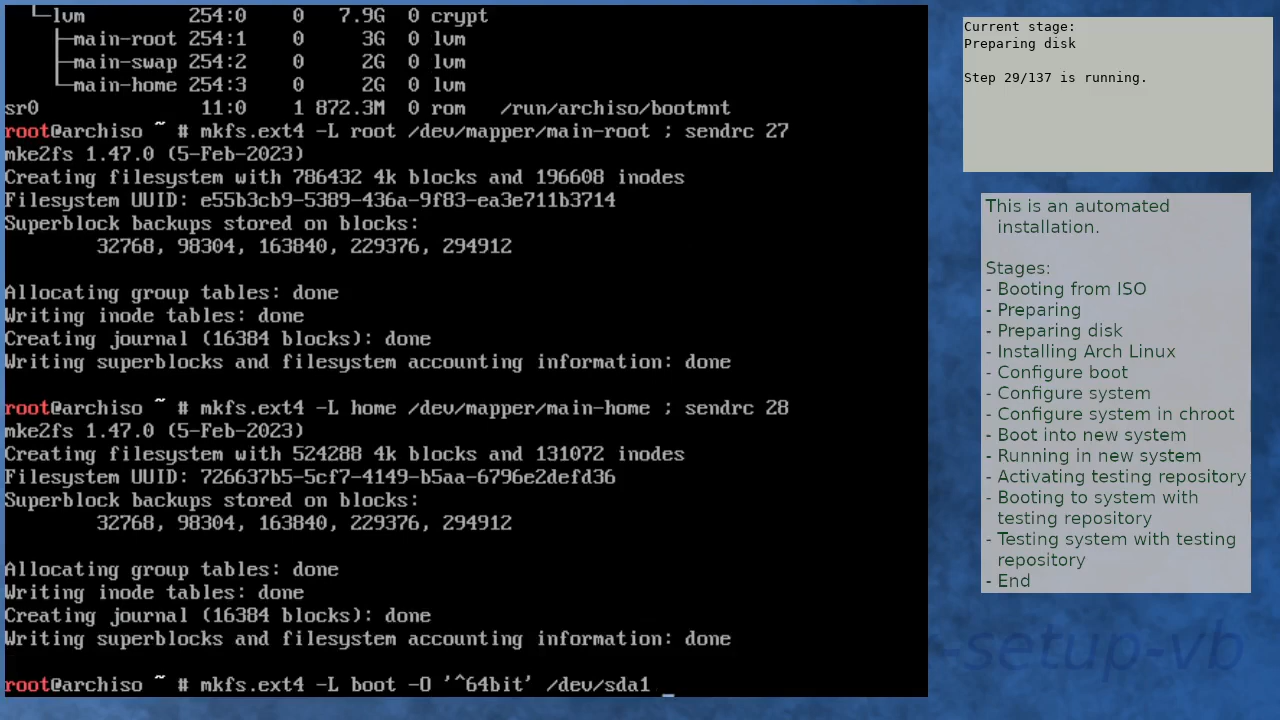 └─lvm 254:0 0 7.9G 0 crypt
├─main-root 254:1 0 3G 0 lvm
├─main-swap 254:2 0 2G 0 lvm
└─main-home 254:3 0 2G 0 lvm
sr0 11:0 1 872.3M 0 rom /run/archiso/bootmnt
root@archiso ~ # mkfs.ext4 -L root /dev/mapper/main-root ; sendrc 27
mke2fs 1.47.0 (5-Feb-2023)
Creating filesystem with 786432 4k blocks and 196608 inodes
Filesystem UUID: e55b3cb9-5389-436a-9f83-ea3e711b3714
Superblock backups stored on blocks:
32768, 98304, 163840, 229376, 294912

Allocating group tables: done
Writing inode tables: done
Creating journal (16384 blocks): done
Writing superblocks and filesystem accounting information: done

root@archiso ~ # mkfs.ext4 -L home /dev/mapper/main-home ; sendrc 28
mke2fs 1.47.0 (5-Feb-2023)
Creating filesystem with 524288 4k blocks and 131072 inodes
Filesystem UUID: 726637b5-5cf7-4149-b5aa-6796e2defd36
Superblock backups stored on blocks:
32768, 98304, 163840, 229376, 294912

Allocating group tables: done
Writing inode tables: done
Creating journal (16384 blocks): done
Writing superblocks and filesystem accounting information: done

root@archiso ~ # mkfs.ext4 -L boot -O '^64bit' /dev/sda1 _
Current stage:
Preparing disk

Step 29/137 is running.
This is an automated
installation.

Stages:
- Booting from ISO
- Preparing
- Preparing disk
- Installing Arch Linux
- Configure boot
- Configure system
- Configure system in chroot
- Boot into new system
- Running in new system
- Activating testing repository
- Booting to system with
testing repository
- Testing system with testing
repository
- End
-setup-vb